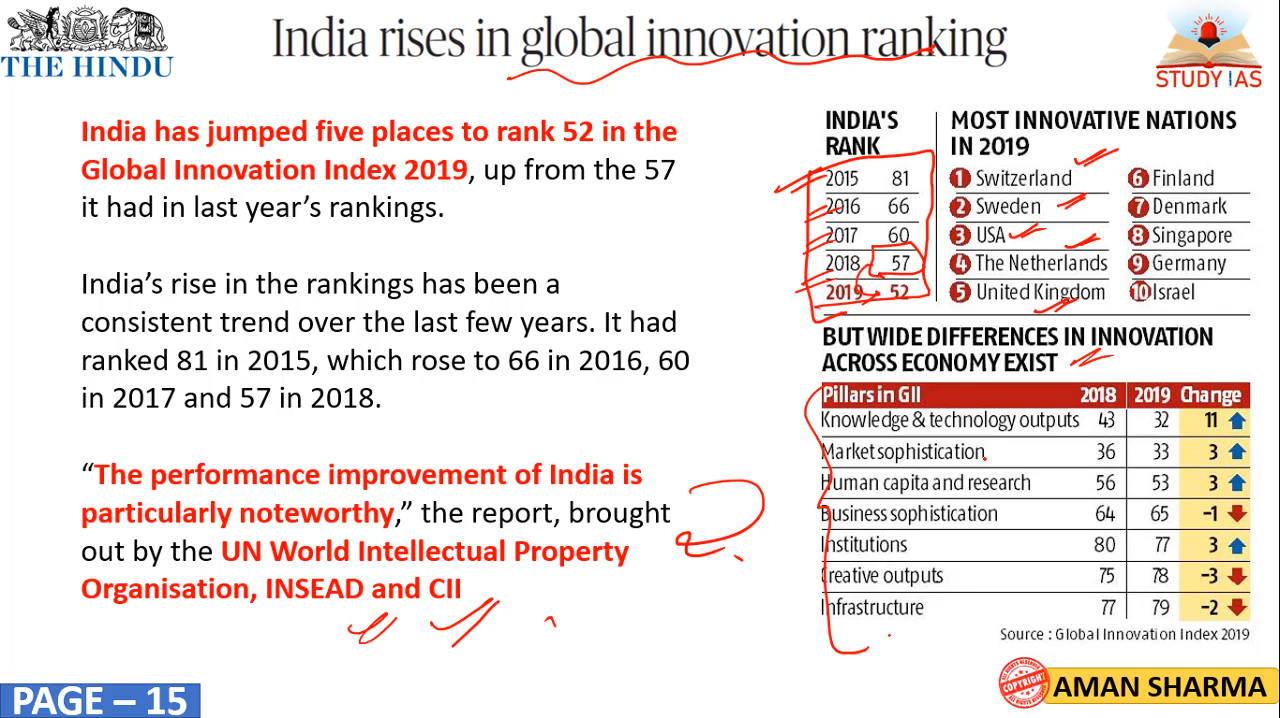 THE HINDU
India rises in global innovation ranking
STUDY IAS
India has jumped five places to rank 52 in the
Global Innovation Index 2019, up from the 57
it had in last year's rankings.
India's rise in the rankings has been a
consistent trend over the last few years. It had
ranked 81 in 2015, which rose to 66 in 2016, 60
in 2017 and 57 in 2018.
“The performance improvement of India is
particularly noteworthy,” the report, brought
out by the UN World Intellectual Property
Organisation, INSEAD and CII
INDIA'S
RANK
2015 81
2016 66
2017 60
2018 57
2019 52
MOST INNOVATIVE NATIONS
IN 2019
1 Switzerland 6 Finland
2 Sweden 7 Denmark
3 USA 8 Singapore
4 The Netherlands 9 Germany
5 United Kingdom 10 Israel
BUT WIDE DIFFERENCES IN INNOVATION
ACROSS ECONOMY EXIST
Pillars in GII 2018 2019 Change
Knowledge & technology outputs 43 32 11
Market sophistication 36 33 3
Human capita and research 56 53 3
Business sophistication 64 65 -1
Institutions 80 77 3
Creative outputs 75 78 -3
Infrastructure 77 79 -2
Source : Global Innovation Index 2019
PAGE – 15
COPYRIGHT
AMAN SHARMA